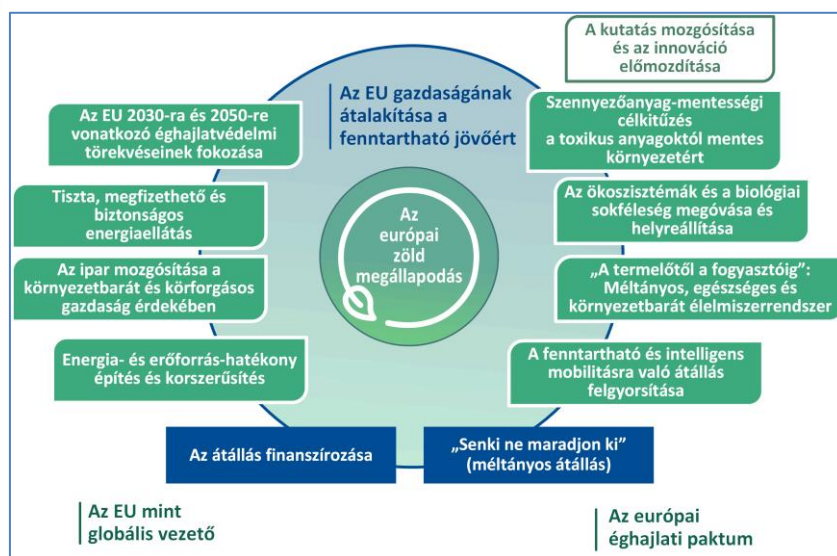 A kutatás mozgósítása
és az innováció
előmozdítása
Az EU gazdaságának
átalakítása a
fenntartható jövőért
Az EU 2030-ra és 2050-re
vonatkozó éghajlatvédelmi
törekvéseinek fokozása
Szennyezőanyag-mentességi
célkitűzés
a toxikus anyagoktól mentes
környezetért
Tiszta, megfizethető és
biztonságos
energiaellátás
Az ökoszisztémák és a biológiai
sokféleség megóvása és
helyreállítása
Az
európai
zöld
megállapodás
Az ipar mozgósítása a
környezetbarát és körforgásos
gazdaság érdekében
„A termelőtől a fogyasztóig”:
Méltányos, egészséges és
környezetbarát élelmiszerrendszer
Energia- és erőforrás-hatékony
építés és korszerűsítés
A fenntartható és intelligens
mobilitásra való átállás
felgyorsítása
Az átállás finanszírozása
„Senki ne maradjon ki”
(méltányos átállás)
Az EU mint
globális vezető
Az európai
éghajlati paktum